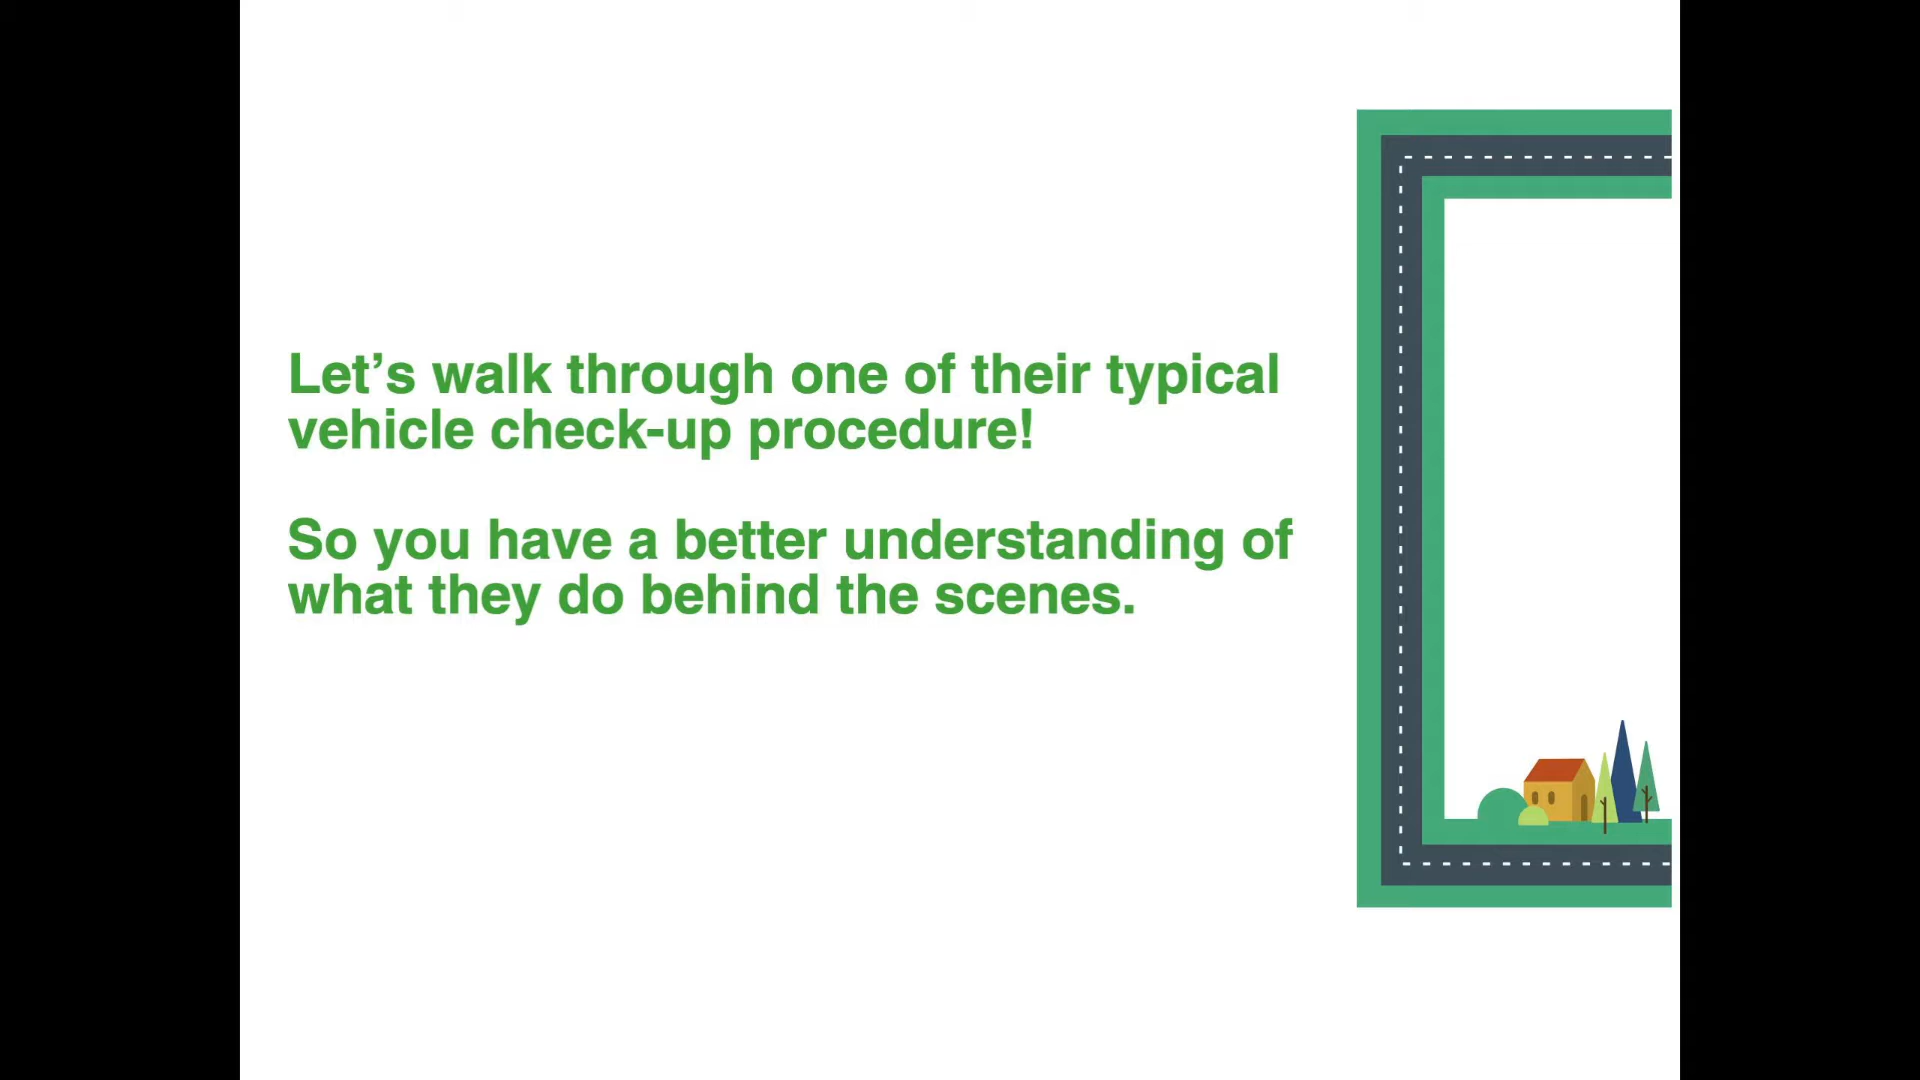 Let’s walk through one of their typical
vehicle check-up procedure!
So you have a better understanding of
what they do behind the scenes.